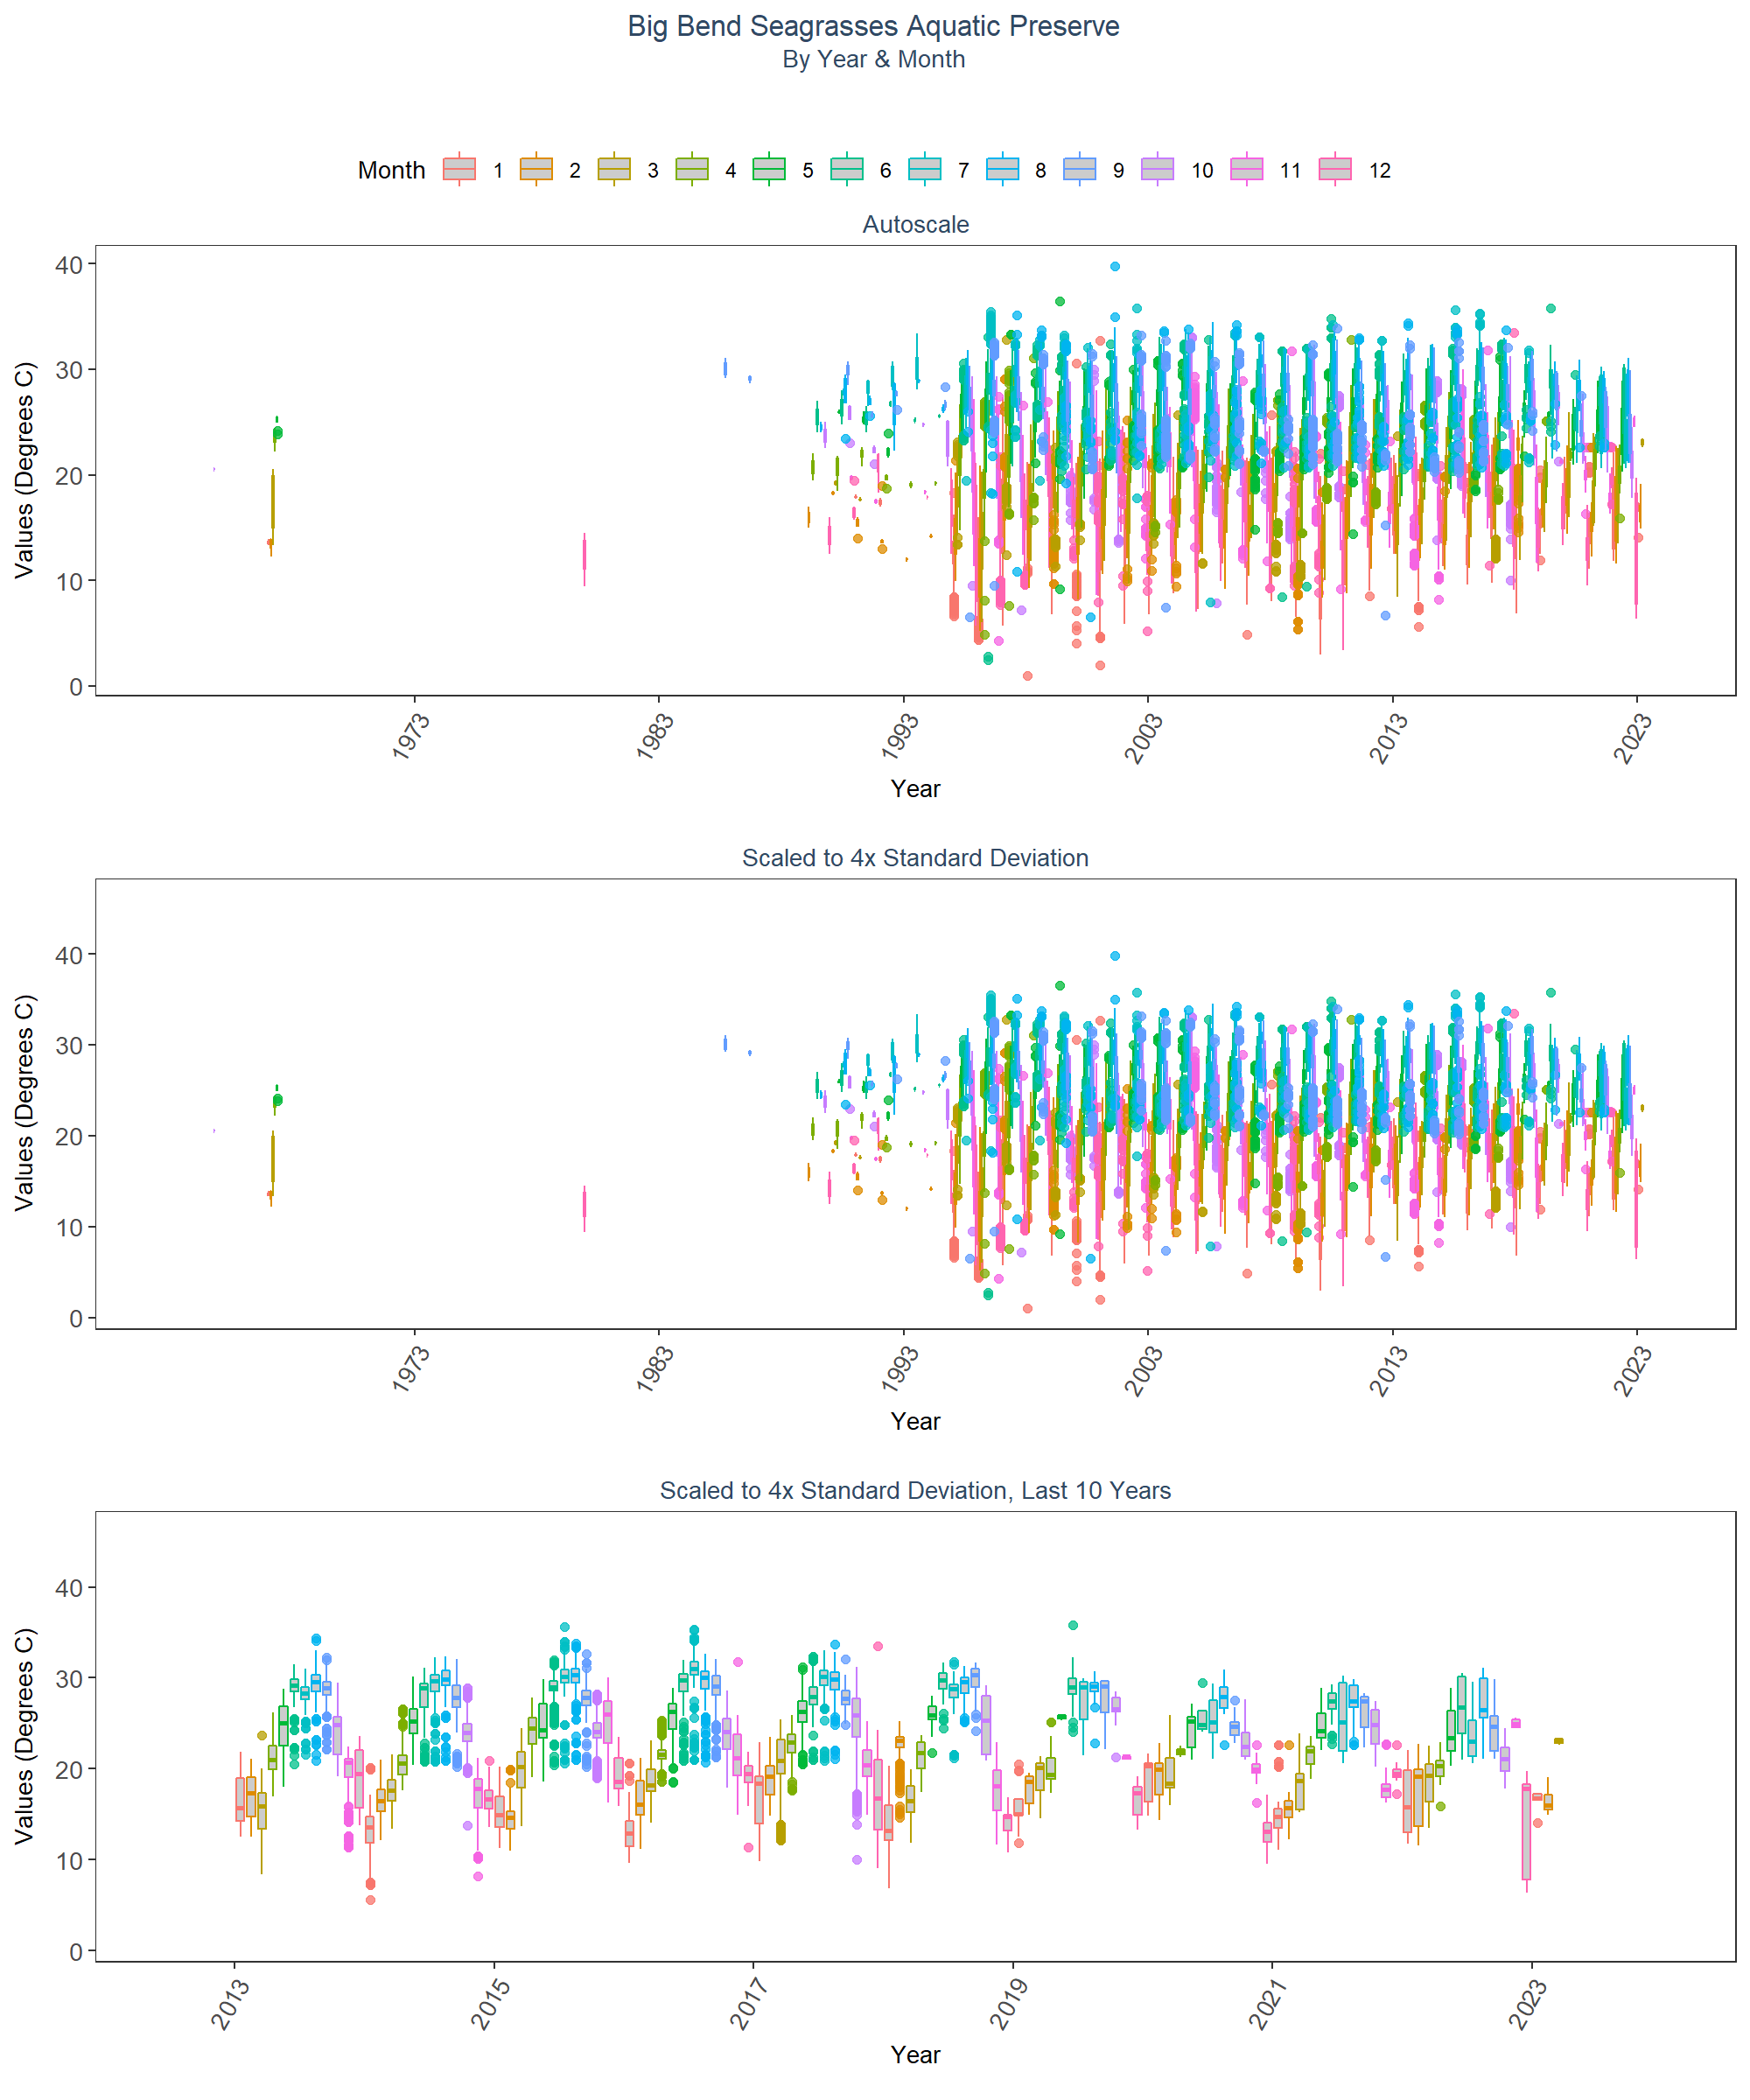 Big Bend Seagrasses Aquatic Preserve
By Year & Month
Month 1 2 3 4 5 6 7 8 9 10 11 12
Autoscale
Values (Degrees C)
40
30
20
10
0
1973 1983 1993 2003 2013 2023
Year
Scaled to 4x Standard Deviation
Values (Degrees C)
40
30
20
10
0
1973 1983 1993 2003 2013 2023
Year
Scaled to 4x Standard Deviation, Last 10 Years
Values (Degrees C)
40
30
20
10
0
2013 2015 2017 2019 2021 2023
Year